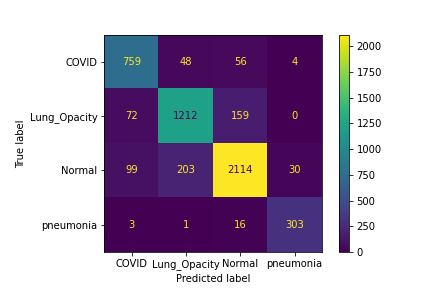 COVID 759 48 56 4
Lung_Opacity 72 1212 159 0
Normal 99 203 2114 30
pneumonia 3 1 16 303
COVID Lung_Opacity Normal pneumonia
Predicted label
True label
2000
1750
1500
1250
1000
750
500
250
0